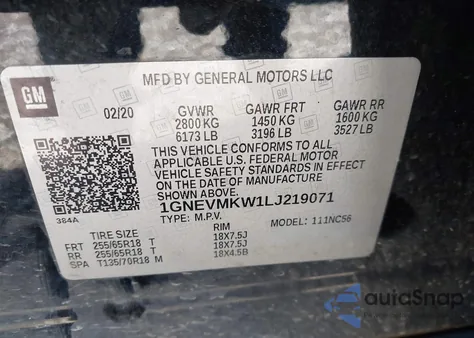 GM
MFD BY GENERAL MOTORS LLC
02/20 GVWR GAWR FRT GAWR RR
2800 KG 1450 KG 1600 KG
6173 LB 3196 LB 3527 LB
THIS VEHICLE CONFORMS TO ALL
APPLICABLE U.S. FEDERAL MOTOR
VEHICLE SAFETY STANDARDS IN EFFECT
ON THE DATE OF MANUFACTURE.
384A
1GNEVMKW1LJ219071
TYPE: M.P.V. MODEL: 111NC56
TIRE SIZE RIM
FRT 255/65R18 T 18X7.5J
RR 255/65R18 T 18X7.5J
SPA T135/70R18 M 18X4.5B
autoSnap